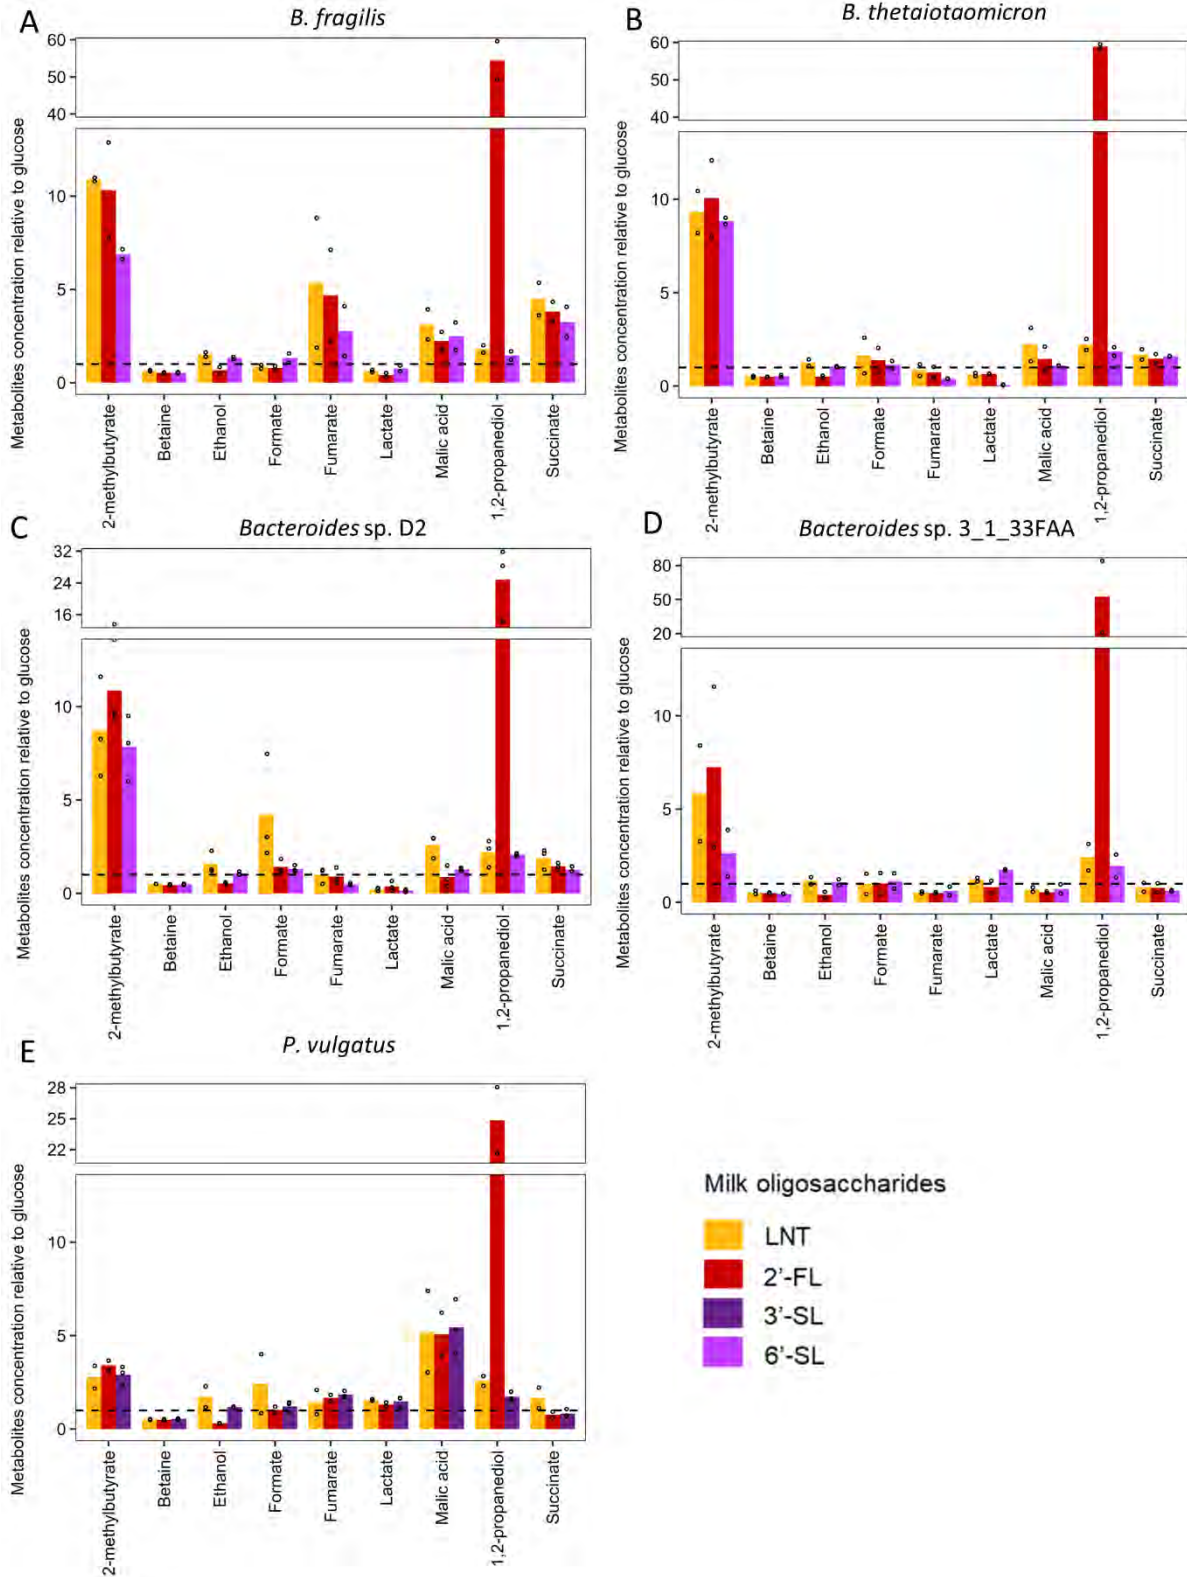 A
B. fragilis
Metabolites concentration relative to glucose
60
50
40
10
5
0
2-methylbutyrate
Betaine
Ethanol
Formate
Fumarate
Lactate
Malic acid
1,2-propanediol
Succinate
B
B. thetaiotaomicron
Metabolites concentration relative to glucose
60
50
40
10
5
0
2-methylbutyrate
Betaine
Ethanol
Formate
Fumarate
Lactate
Malic acid
1,2-propanediol
Succinate
C
Bacteroides sp. D2
Metabolites concentration relative to glucose
32
24
16
10
5
0
2-methylbutyrate
Betaine
Ethanol
Formate
Fumarate
Lactate
Malic acid
1,2-propanediol
Succinate
D
Bacteroides sp. 3_1_33FAA
Metabolites concentration relative to glucose
80
50
20
10
5
0
2-methylbutyrate
Betaine
Ethanol
Formate
Fumarate
Lactate
Malic acid
1,2-propanediol
Succinate
E
P. vulgatus
Metabolites concentration relative to glucose
28
25
22
10
5
0
2-methylbutyrate
Betaine
Ethanol
Formate
Fumarate
Lactate
Malic acid
1,2-propanediol
Succinate
Milk oligosaccharides
LNT
2'-FL
3'-SL
6'-SL